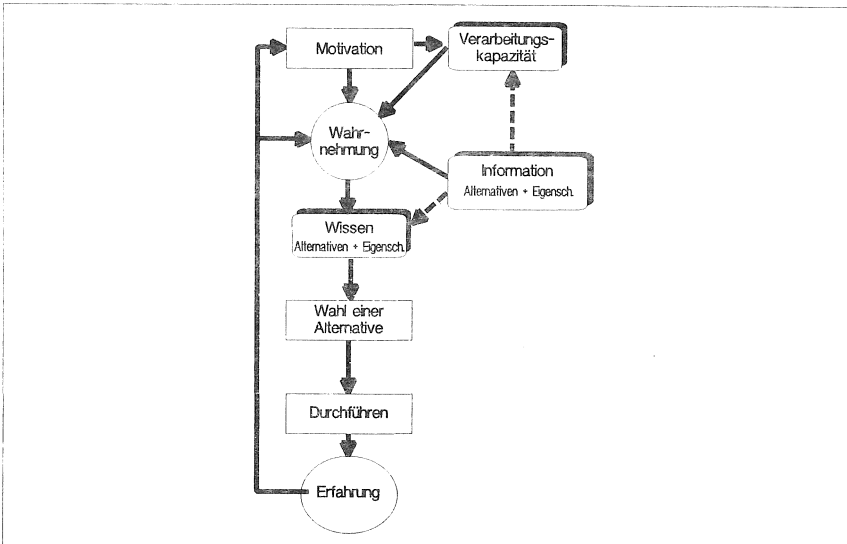 Motivation
Verarbeitungs-
kapazität
Wahr-
nehmung
Information
Alternativen + Eigensch.
Wissen
Alternativen + Eigensch.
Wahl einer
Alternative
Durchführen
Erfahrung